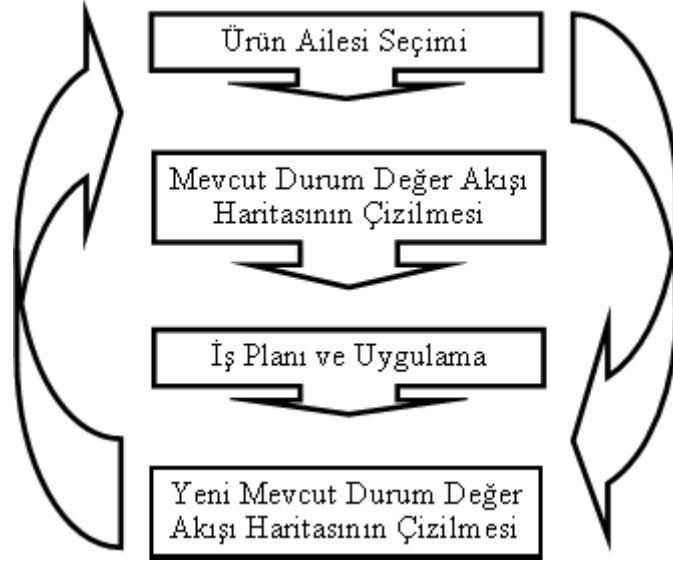 Ürün Ailesi Seçimi
Mevcut Durum Değer Akışı
Haritasının Çizilmesi
İş Planı ve Uygulama
Yeni Mevcut Durum Değer
Akışı Haritasının Çizilmesi